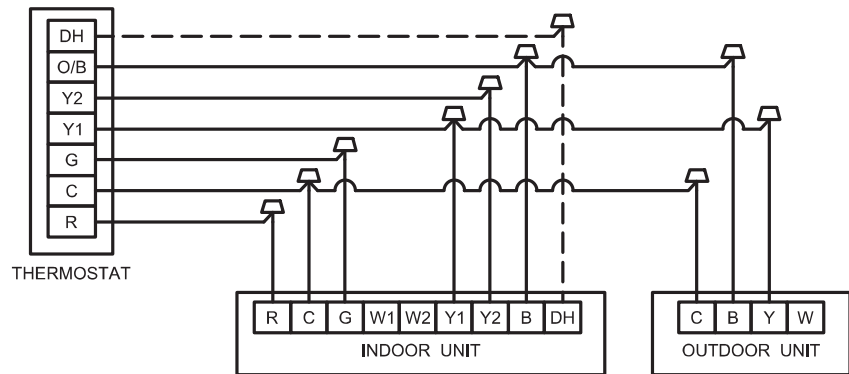 DH
O/B
Y2
Y1
G
C
R
THERMOSTAT
R C G W1 W2 Y1 Y2 B DH
INDOOR UNIT
C B Y W
OUTDOOR UNIT